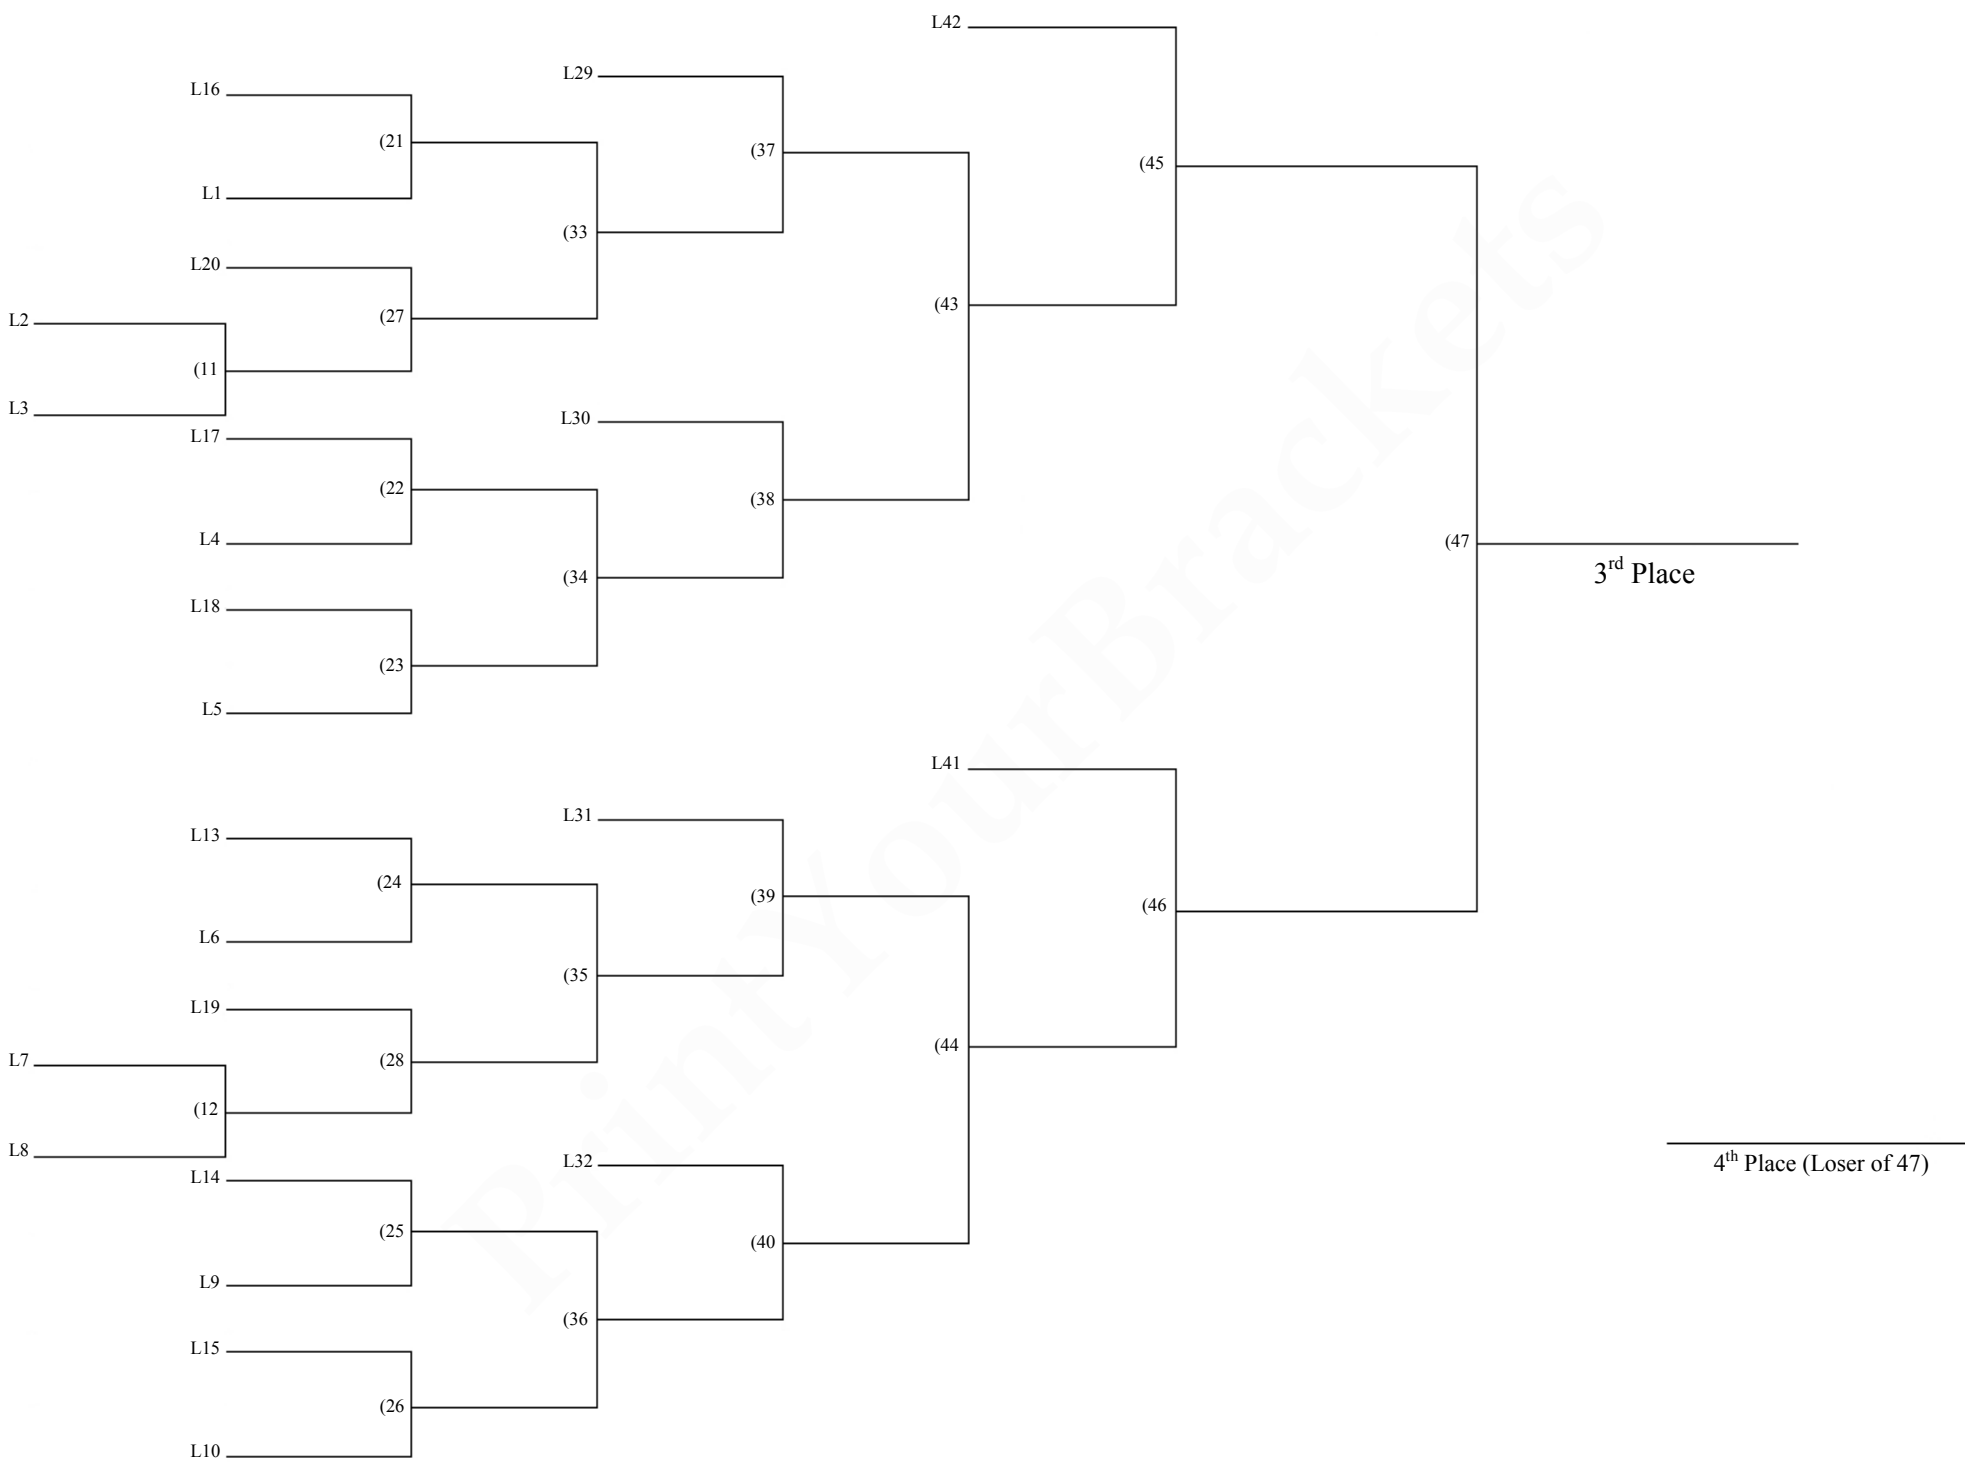 L42
L29
L16
(21
(37
(45
L1
(33
L20
(27
L2
(43
(11
L3
L30
L17
(22
(38
L4
(47
3rd Place
(34
L18
(23
L5
L41
L31
L13
(24
(39
(46
L6
(35
L19
(44
(28
L7
(12
L8
4th Place (Loser of 47)
L32
L14
(25
(40
L9
(36
L15
(26
L10
PrintYourBrackets